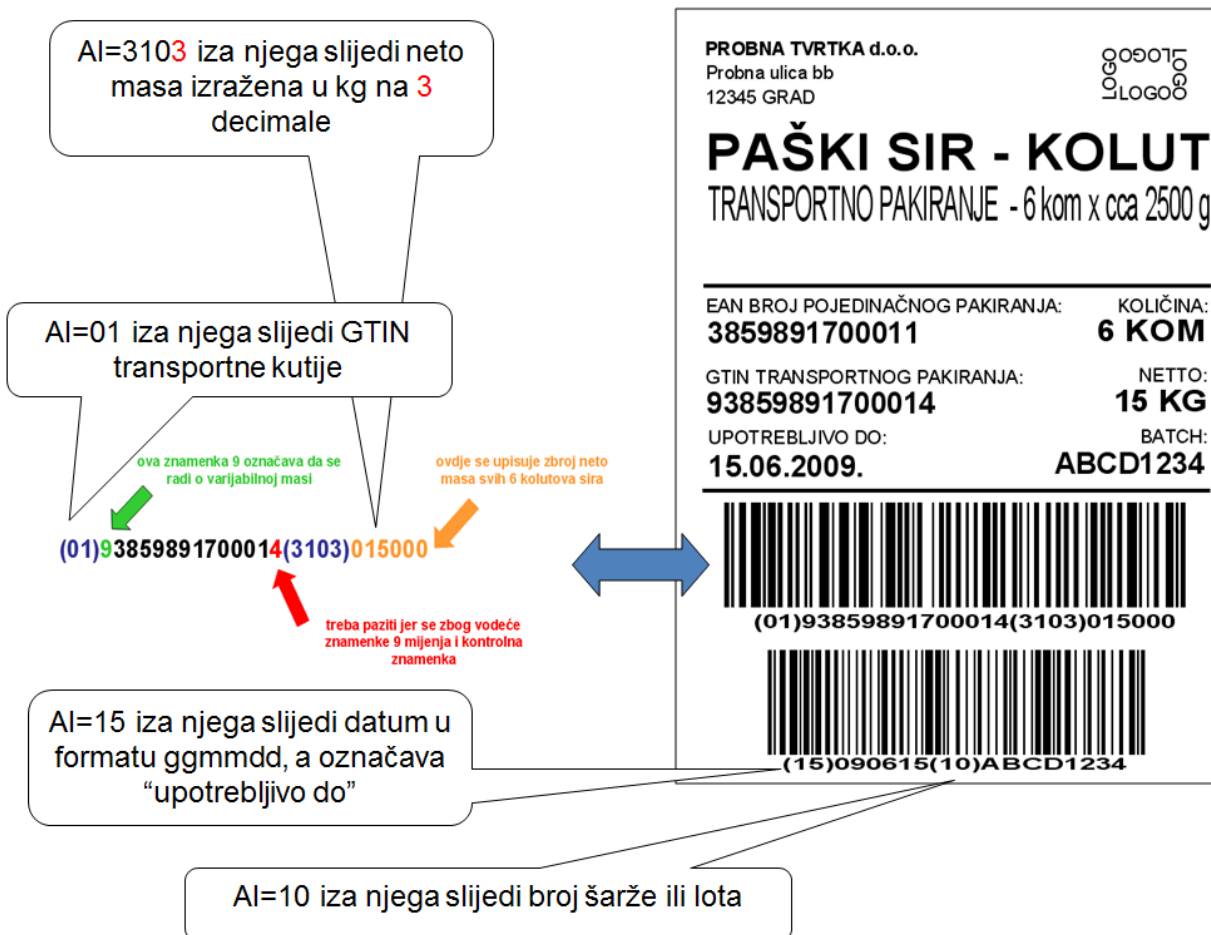 AI=3103 iza njega slijedi neto
masa izražena u kg na 3
decimale
AI=01 iza njega slijedi GTIN
transportne kutije
ova znamenka 9 označava da se
radi o varijabilnoj masi
ovdje se upisuje zbroj neto
masa svih 6 kolutova sira
(01)93859891700014(3103)015000
treba paziti jer se zbog vodeće
znamenke 9 mijenja i kontrolna
znamenka
AI=15 iza njega slijedi datum u
formatu ggmmdd, a označava
“upotrebljivo do”
AI=10 iza njega slijedi broj šarže ili lota
PROBNA TVRTKA d.o.o.
Probna ulica bb
12345 GRAD
LOGO
LOGO
LOGO
LOGO
PAŠKI SIR - KOLUT
TRANSPORTNO PAKIRANJE - 6 kom x cca 2500 g
EAN BROJ POJEDINAČNOG PAKIRANJA: KOLIČINA:
3859891700011 6 KOM
GTIN TRANSPORTNOG PAKIRANJA: NETTO:
93859891700014 15 KG
UPOTREBLJIVO DO: BATCH:
15.06.2009. ABCD1234
(01)93859891700014(3103)015000
(15)090615(10)ABCD1234